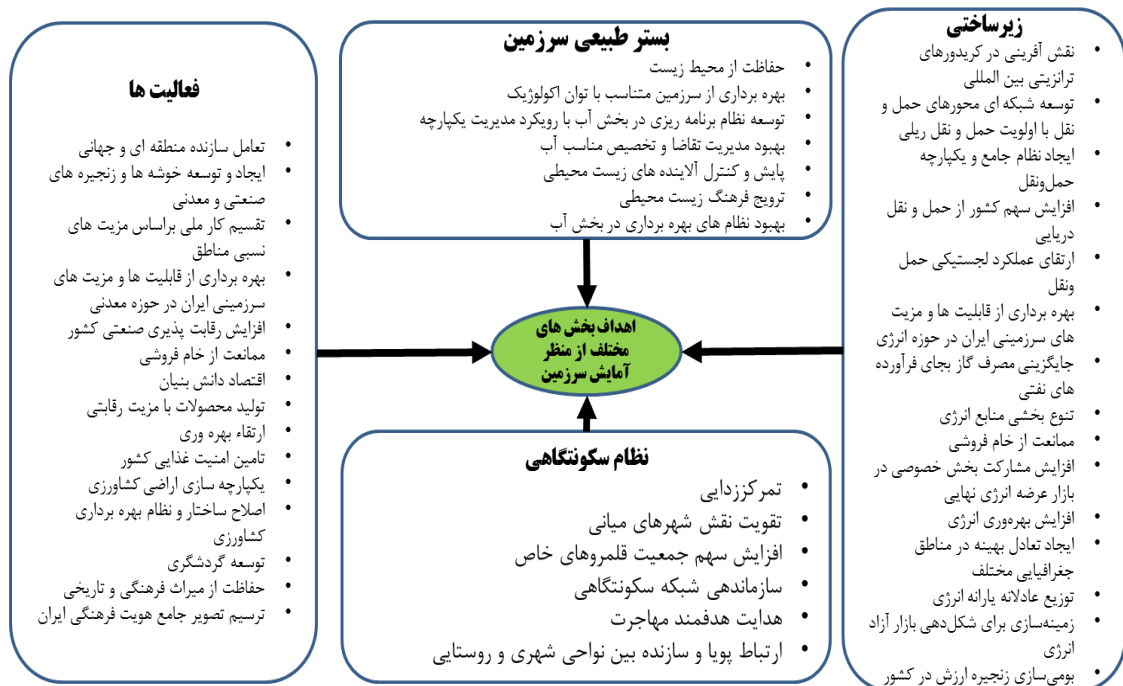 زیرساختی
• نقش آفرینی در کریدورهای
ترانزیتی بین المللی
• توسعه شبکه ای محورهای حمل و
نقل با اولویت حمل و نقل ریلی
• ایجاد نظام جامع و یکپارچه
حمل‌ونقل
• افزایش سهم کشور از حمل و نقل
دریایی
• ارتقای عملکرد لجستیکی حمل
ونقل
• بهره برداری از قابلیت ها و مزیت
های سرزمینی ایران در حوزه انرژی
• جایگزینی مصرف گاز بجای فرآورده
های نفتی
• تنوع بخشی منابع انرژی
• ممانعت از خام فروشی
• افزایش مشارکت بخش خصوصی در
بازار عرضه انرژی نهایی
• افزایش بهره‌وری انرژی
• ایجاد تعادل بهینه در مناطق
جغرافیایی مختلف
• توزیع عادلانه یارانه انرژی
• زمینه‌سازی برای شکل‌دهی بازار آزاد
انرژی
• بومی‌سازی زنجیره ارزش در کشور
بستر طبیعی سرزمین
• حفاظت از محیط زیست
• بهره برداری از سرزمین متناسب با توان اکولوژیک
• توسعه نظام برنامه ریزی در بخش آب با رویکرد مدیریت یکپارچه
• بهبود مدیریت تقاضا و تخصیص مناسب آب
• پایش و کنترل آلاینده های زیست محیطی
• ترویج فرهنگ زیست محیطی
• بهبود نظام های بهره برداری در بخش آب
اهداف بخش های
مختلف از منظر
آمایش سرزمین
نظام سکونتگاهی
• تمرکززدایی
• تقویت نقش شهرهای میانی
• افزایش سهم جمعیت قلمروهای خاص
• سازماندهی شبکه سکونتگاهی
• هدایت هدفمند مهاجرت
• ارتباط پویا و سازنده بین نواحی شهری و روستایی
فعالیت ها
• تعامل سازنده منطقه ای و جهانی
• ایجاد و توسعه خوشه ها و زنجیره های
صنعتی و معدنی
• تقسیم کار ملی براساس مزیت های
نسبی مناطق
• بهره برداری از قابلیت ها و مزیت های
سرزمینی ایران در حوزه معدنی
• افزایش رقابت پذیری صنعتی کشور
• ممانعت از خام فروشی
• اقتصاد دانش بنیان
• تولید محصولات با مزیت رقابتی
• ارتقاء بهره وری
• تامین امنیت غذایی کشور
• یکپارچه سازی اراضی کشاورزی
• اصلاح ساختار و نظام بهره برداری
کشاورزی
• توسعه گردشگری
• حفاظت از میراث فرهنگی و تاریخی
• ترسیم تصویر جامع هویت فرهنگی ایران